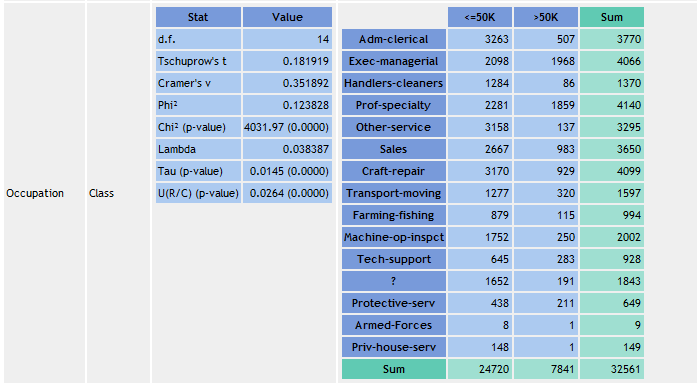 Stat Value <=50K >50K Sum
d.f. 14 Adm-clerical 3263 507 3770
Tschuprow's t 0.181919 Exec-managerial 2098 1968 4066
Cramer's v 0.351892 Handlers-cleaners 1284 86 1370
Phi² 0.123828 Prof-specialty 2281 1859 4140
Chi² (p-value) 4031.97 (0.0000) Other-service 3158 137 3295
Lambda 0.038387 Sales 2667 983 3650
Tau (p-value) 0.0145 (0.0000) Craft-repair 3170 929 4099
Occupation Class U(R/C) (p-value) 0.0264 (0.0000) Transport-moving 1277 320 1597
Farming-fishing 879 115 994
Machine-op-inspct 1752 250 2002
Tech-support 645 283 928
? 1652 191 1843
Protective-serv 438 211 649
Armed-Forces 8 1 9
Priv-house-serv 148 1 149
Sum 24720 7841 32561